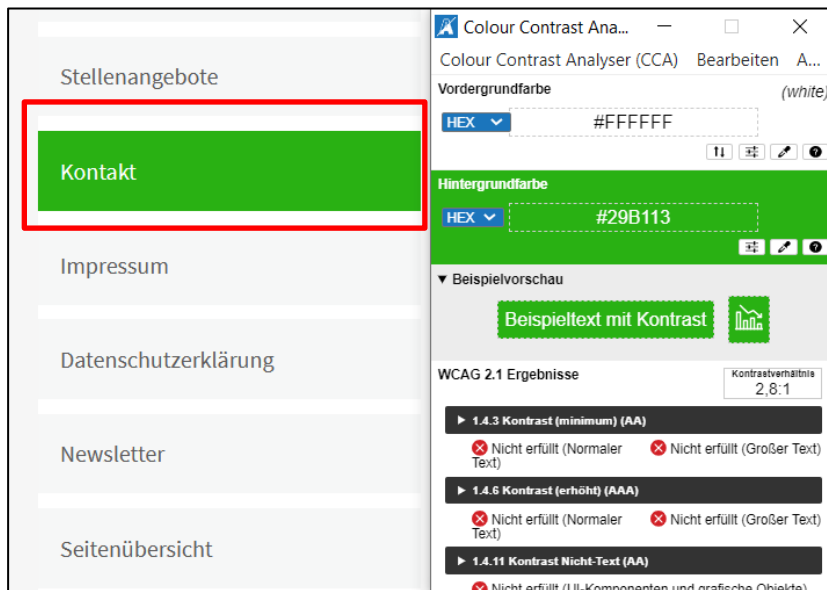 Stellenangebote
Kontakt
Impressum
Datenschutzerklärung
Newsletter
Seitenübersicht
Colour Contrast Ana...
Colour Contrast Analyser (CCA) Bearbeiten A...
Vordergrundfarbe (white)
HEX #FFFFFF
Hintergrundfarbe
HEX #29B113
▼ Beispielvorschau
Beispieltext mit Kontrast
WCAG 2.1 Ergebnisse
Kontrastverhältnis
2,8:1
▶ 1.4.3 Kontrast (minimum) (AA)
Nicht erfüllt (Normaler Text) Nicht erfüllt (Großer Text)
▶ 1.4.6 Kontrast (erhöht) (AAA)
Nicht erfüllt (Normaler Text) Nicht erfüllt (Großer Text)
▶ 1.4.11 Kontrast Nicht-Text (AA)
Nicht erfüllt (UI-Komponenten und grafische Objekte)